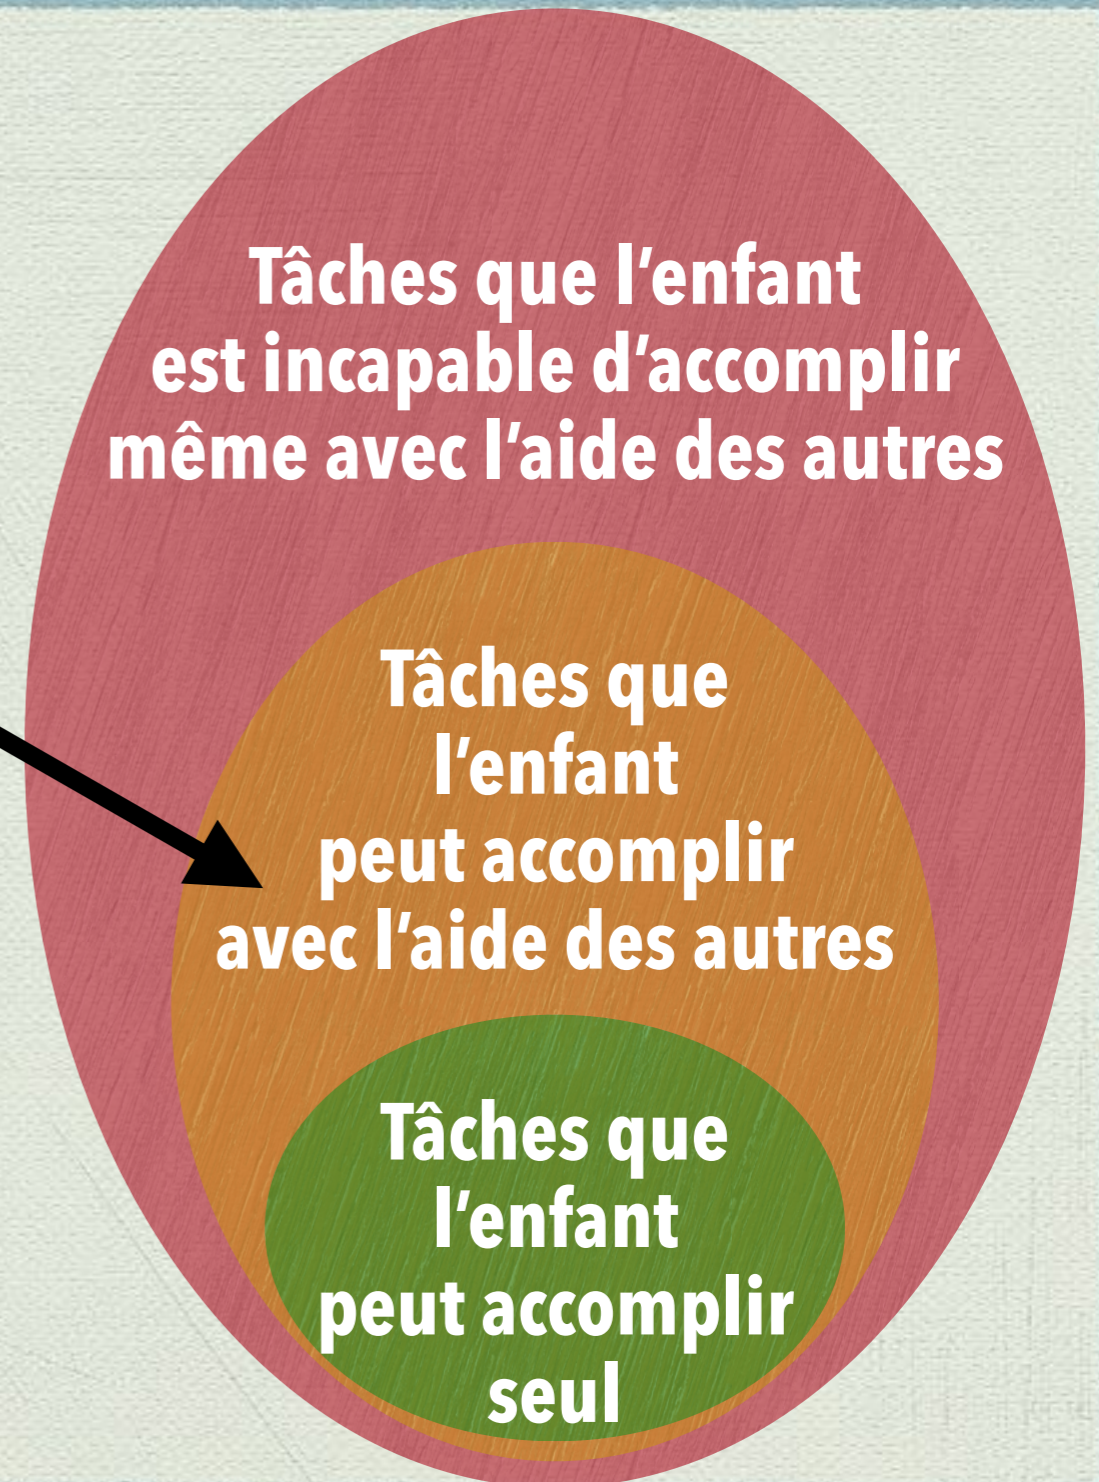 Tâches que l’enfant
est incapable d’accomplir
même avec l’aide des autres
Tâches que
l’enfant
peut accomplir
avec l’aide des autres
Tâches que
l’enfant
peut accomplir
seul